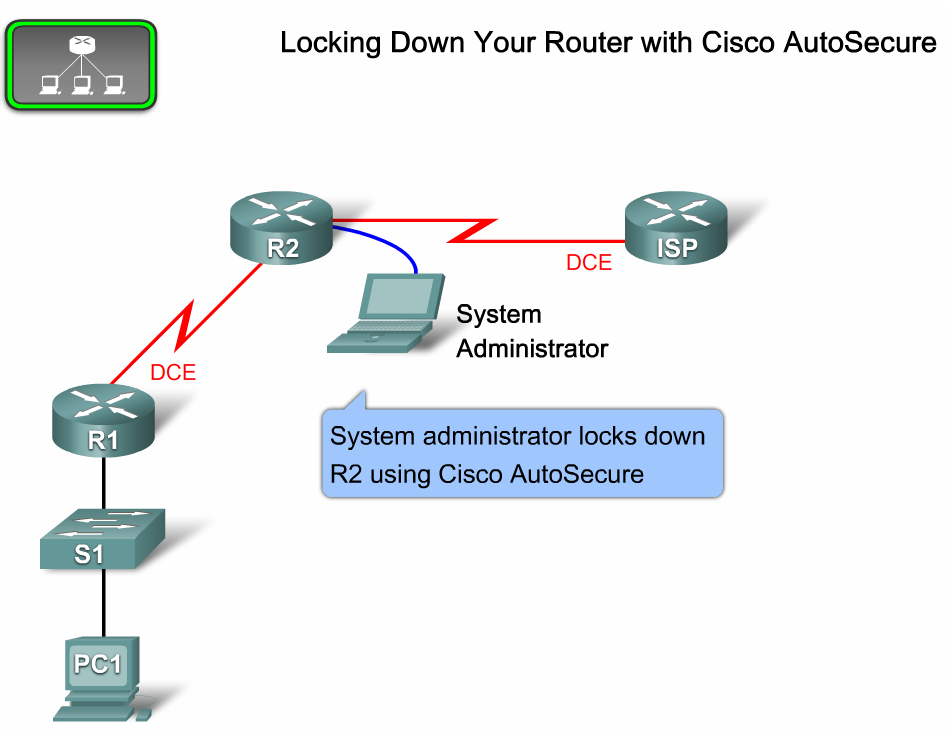 Locking Down Your Router with Cisco AutoSecure
R2
ISP
DCE
System
Administrator
DCE
R1
System administrator locks down
R2 using Cisco AutoSecure
S1
PC1